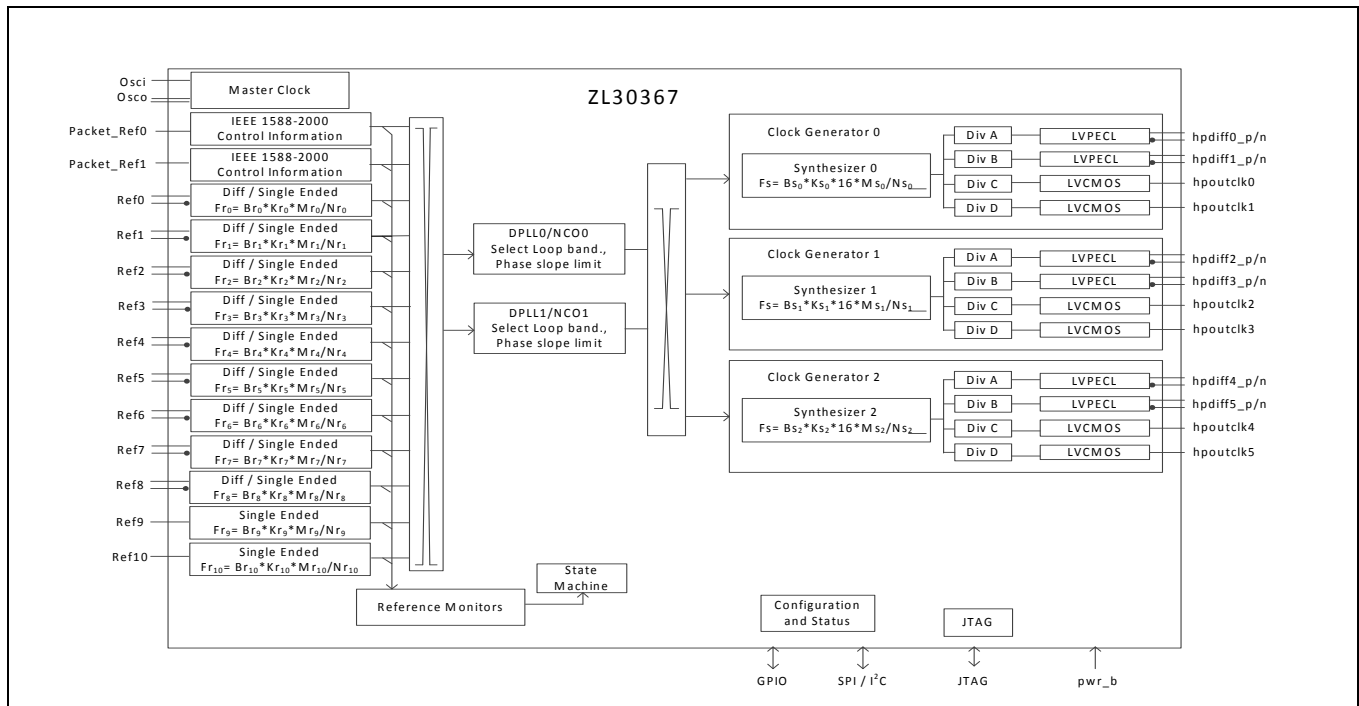 ZL30367
Osci
Osco
Master Clock
Packet_Ref0
IEEE 1588-2000
Control Information
Packet_Ref1
IEEE 1588-2000
Control Information
Ref0
Diff / Single Ended
Fr₀= Br₀*Kr₀*Mr₀/Nr₀
Ref1
Diff / Single Ended
Fr₁= Br₁*Kr₁*Mr₁/Nr₁
Ref2
Diff / Single Ended
Fr₂= Br₂*Kr₂*Mr₂/Nr₂
Ref3
Diff / Single Ended
Fr₃= Br₃*Kr₃*Mr₃/Nr₃
Ref4
Diff / Single Ended
Fr₄= Br₄*Kr₄*Mr₄/Nr₄
Ref5
Diff / Single Ended
Fr₅= Br₅*Kr₅*Mr₅/Nr₅
Ref6
Diff / Single Ended
Fr₆= Br₆*Kr₆*Mr₆/Nr₆
Ref7
Diff / Single Ended
Fr₇= Br₇*Kr₇*Mr₇/Nr₇
Ref8
Diff / Single Ended
Fr₈= Br₈*Kr₈*Mr₈/Nr₈
Ref9
Single Ended
Fr₉= Br₉*Kr₉*Mr₉/Nr₉
Ref10
Single Ended
Fr₁₀= Br₁₀*Kr₁₀*Mr₁₀/Nr₁₀
Reference Monitors
State
Machine
DPLL0/NCO0
Select Loop band.,
Phase slope limit
DPLL1/NCO1
Select Loop band.,
Phase slope limit
Clock Generator 0
Synthesizer 0
Fs= Bs₀*Ks₀*16*Ms₀/Ns₀
Div A
LVPECL
hpdiff0_p/n
Div B
LVPECL
hpdiff1_p/n
Div C
LVCMOS
hpoutclk0
Div D
LVCMOS
hpoutclk1
Clock Generator 1
Synthesizer 1
Fs= Bs₁*Ks₁*16*Ms₁/Ns₁
Div A
LVPECL
hpdiff2_p/n
Div B
LVPECL
hpdiff3_p/n
Div C
LVCMOS
hpoutclk2
Div D
LVCMOS
hpoutclk3
Clock Generator 2
Synthesizer 2
Fs= Bs₂*Ks₂*16*Ms₂/Ns₂
Div A
LVPECL
hpdiff4_p/n
Div B
LVPECL
hpdiff5_p/n
Div C
LVCMOS
hpoutclk4
Div D
LVCMOS
hpoutclk5
Configuration
and Status
JTAG
GPIO
SPI / I²C
JTAG
pwr_b